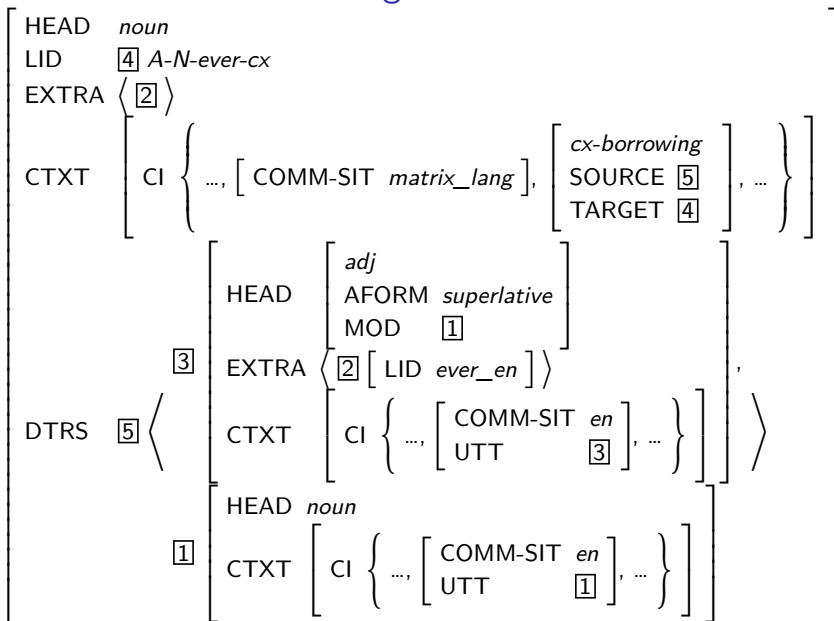 HEAD noun
LID 4 A-N-ever-cx
EXTRA ⟨ 2 ⟩
CTXT [ CI { ..., [ COMM-SIT matrix_lang ], [ cx-borrowing
SOURCE 5
TARGET 4 ], ... } ]
DTRS 5 ⟨ 3 [ HEAD [ adj
AFORM superlative
MOD 1 ]
EXTRA ⟨ 2 [ LID ever_en ] ⟩
CTXT [ CI { ..., [ COMM-SIT en
UTT 3 ], ... } ] ] ,
1 [ HEAD noun
CTXT [ CI { ..., [ COMM-SIT en
UTT 1 ], ... } ] ] ⟩